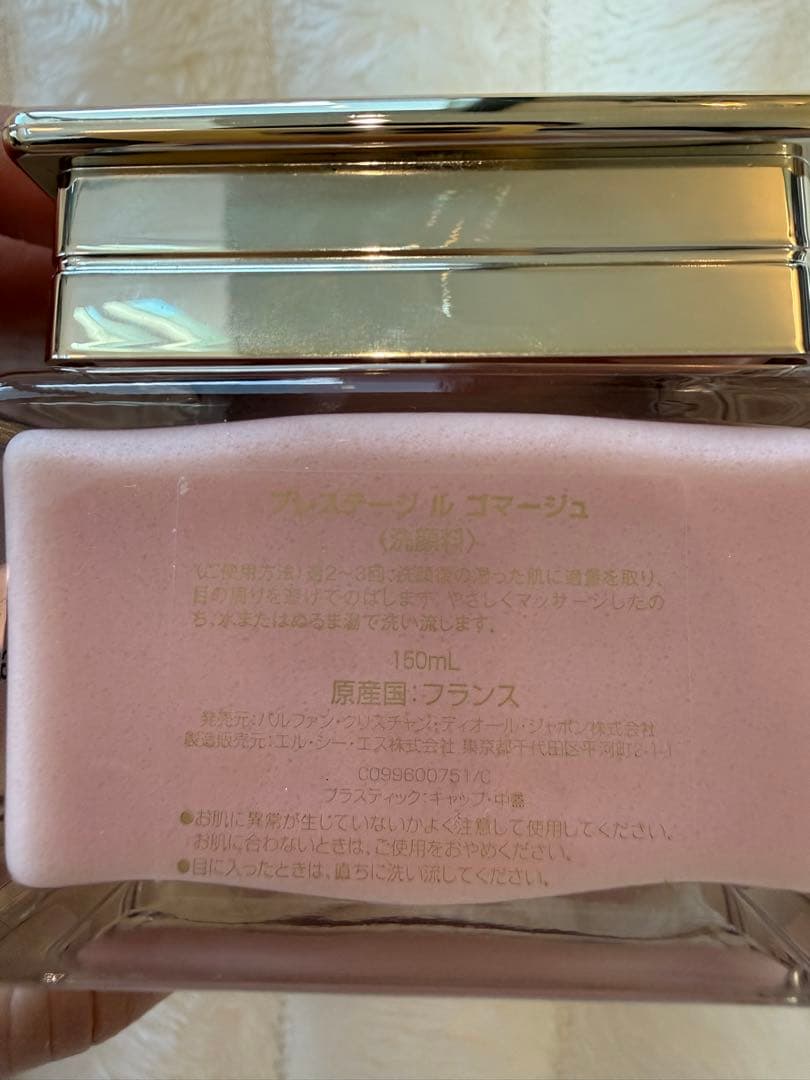 プレステージ ル ゴマージュ
〈洗顔料〉
〈ご使用方法〉週2～3回:洗顔後の湿った肌に適量を取り、
目の周りを避けてのばします。やさしくマッサージしたの
ち、水またはぬるま湯で洗い流します。
150mL
原産国:フランス
発売元:パルファン・クリスチャン・ディオール・ジャポン株式会社
製造販売元:エル・シー・エス株式会社 東京都千代田区平河町2-1-1
C099600751/C
プラスティック:キャップ・中蓋
●お肌に異常が生じていないかよく注意して使用してください。
お肌に合わないときは、ご使用をおやめください。
●目に入ったときは、直ちに洗い流してください。